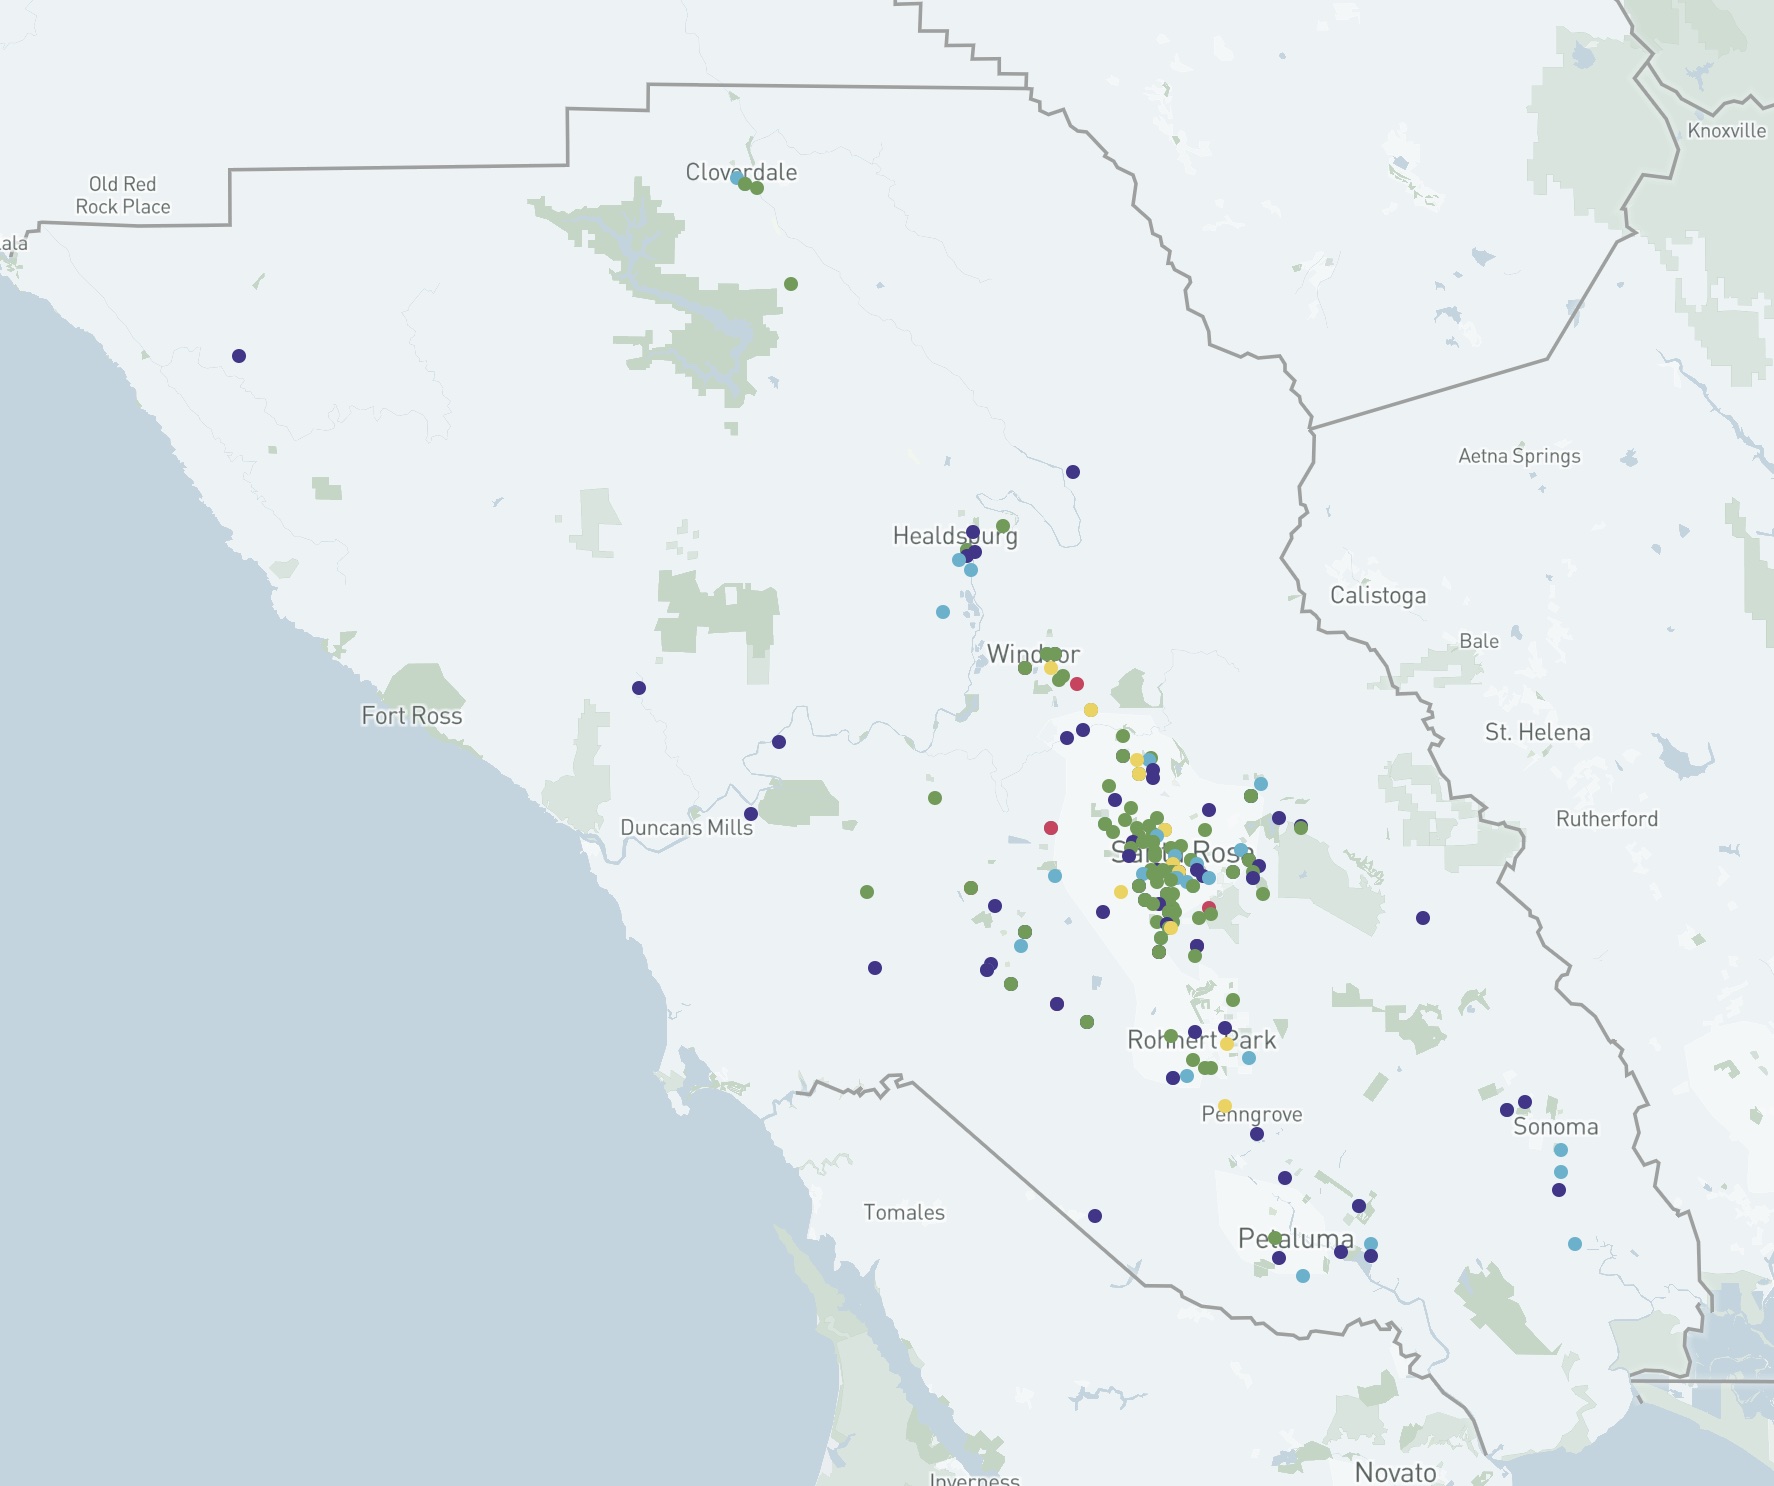 Knoxville
Cloverdale
Old Red
Rock Place
ala
Aetna Springs
Healdsburg
Calistoga
Bale
Windsor
Fort Ross
St. Helena
Duncans Mills
Rutherford
Santa Rosa
Rohnert Park
Penngrove
Sonoma
Tomales
Petaluma
Novato
Inverness